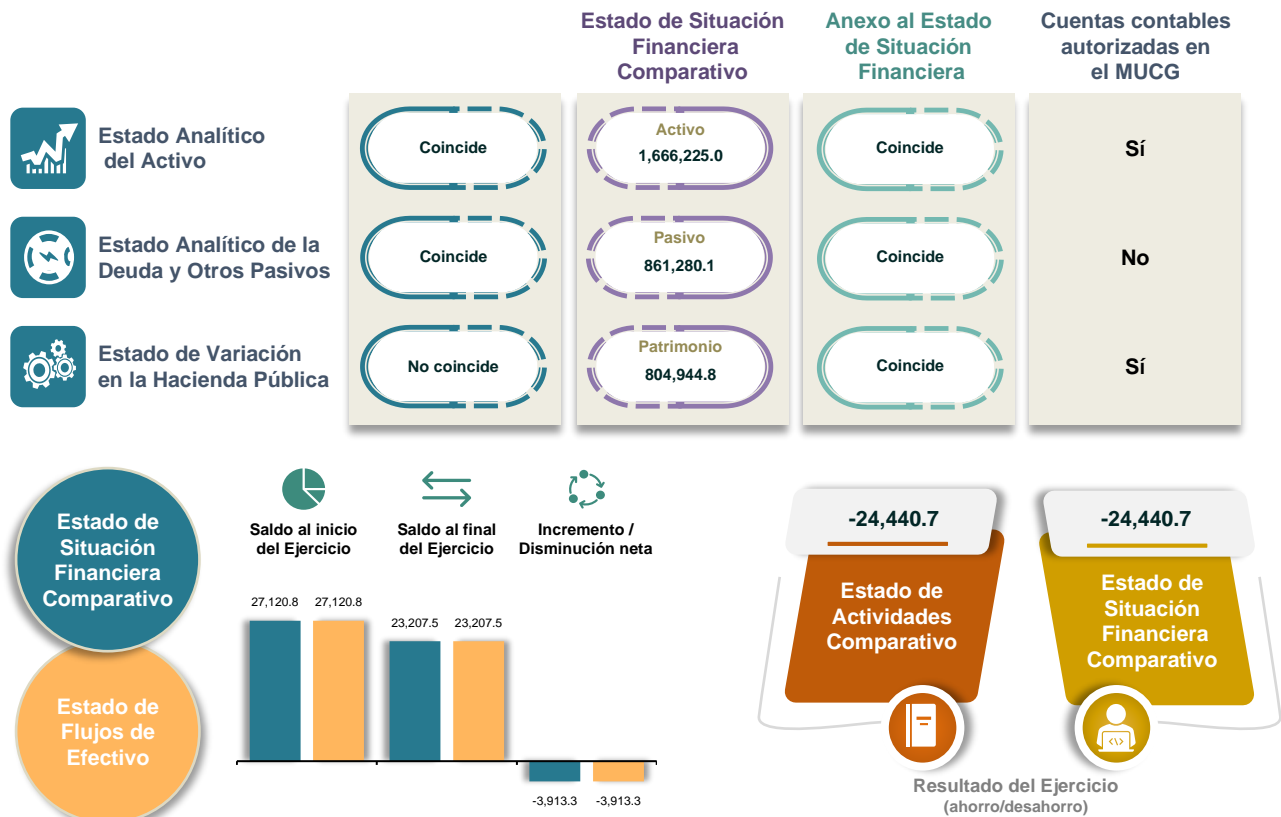 Estado de Situación
Financiera
Comparativo
Anexo al Estado
de Situación
Financiera
Cuentas contables
autorizadas en
el MUCG
Estado Analítico
del Activo
Coincide
Activo
1,666,225.0
Coincide
Sí
Estado Analítico de la
Deuda y Otros Pasivos
Coincide
Pasivo
861,280.1
Coincide
No
Estado de Variación
en la Hacienda Pública
No coincide
Patrimonio
804,944.8
Coincide
Sí
Estado de
Situación
Financiera
Comparativo
Estado de
Flujos de
Efectivo
Saldo al inicio
del Ejercicio
Saldo al final
del Ejercicio
Incremento /
Disminución neta
27,120.8
27,120.8
23,207.5
23,207.5
-3,913.3
-3,913.3
-24,440.7
Estado de
Actividades
Comparativo
-24,440.7
Estado de
Situación
Financiera
Comparativo
Resultado del Ejercicio
(ahorro/desahorro)